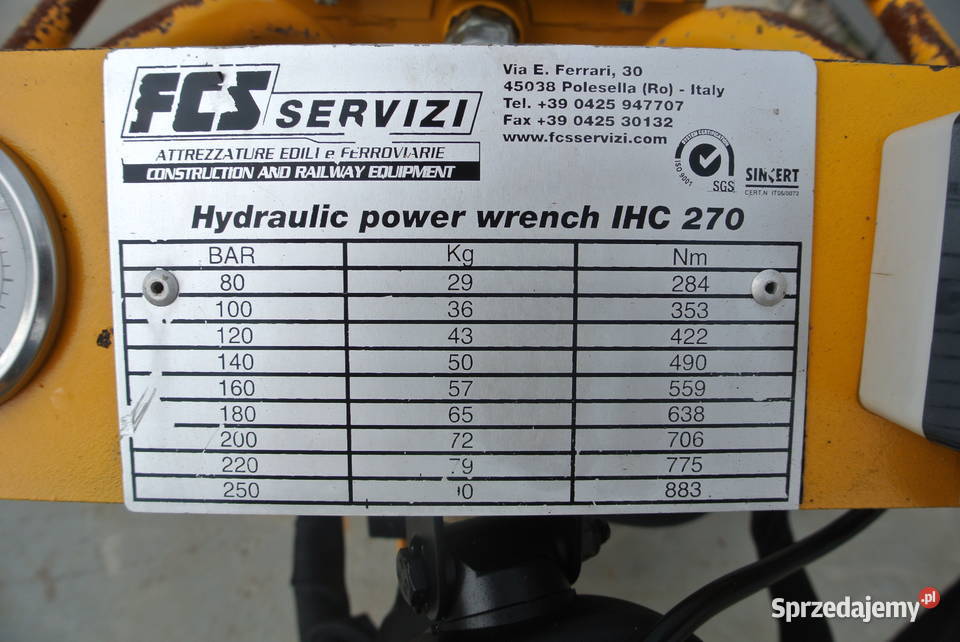 FCS SERVIZI
ATTREZZATURE EDILI e FERROVIARIE
CONSTRUCTION AND RAILWAY EQUIPMENT
Via E. Ferrari, 30
45038 Polesella (Ro) - Italy
Tel. +39 0425 947707
Fax +39 0425 30132
www.fcsservizi.com
ISO 9001
SGS
SINCERT
Hydraulic power wrench IHC 270
BAR Kg Nm
80 29 284
100 36 353
120 43 422
140 50 490
160 57 559
180 65 638
200 72 706
220 79 775
250 883
Sprzedajemy.pl